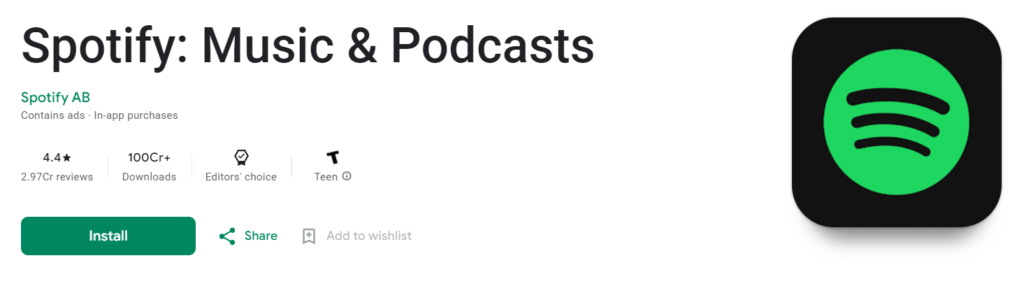 Spotify: Music & Podcasts
Spotify AB
Contains ads · In-app purchases
4.4★ 100Cr+ T
2.97Cr reviews Downloads Editors' choice Teen
Install Share Add to wishlist